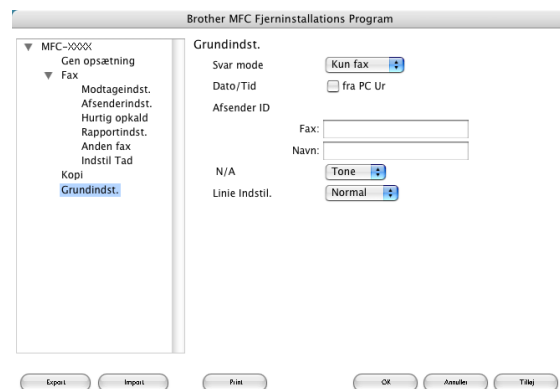 Brother MFC Fjerninstallations Program
MFC-XXXX
Gen opsætning
Fax
Modtageindst.
Afsenderindst.
Hurtig opkald
Rapportindst.
Anden fax
Indstil Tad
Kopi
Grundindst.
Grundindst.
Svar mode Kun fax
Dato/Tid fra PC Ur
Afsender ID
Fax:
Navn:
N/A Tone
Linie Indstil. Normal
Export Import Print OK Annuller Tilføj